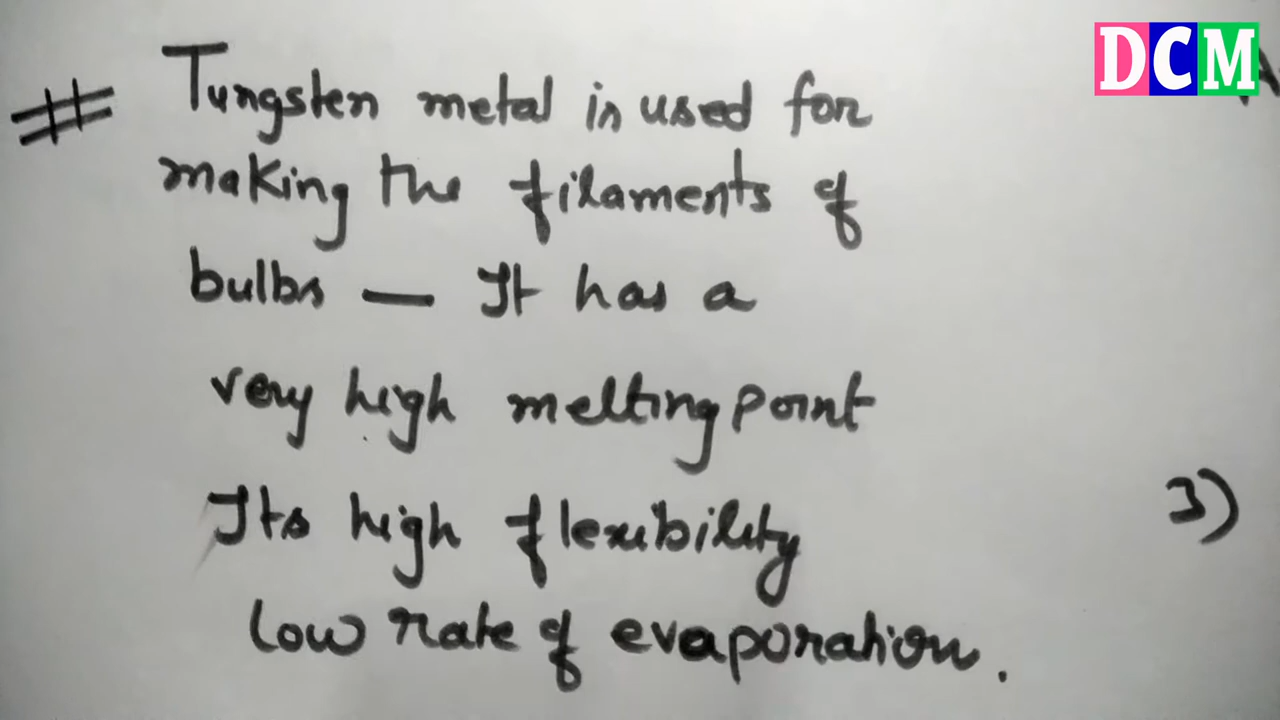 DCM
# Tungsten metal is used for
making the filaments of
bulbs — It has a
very high melting point
Its high flexibility
low rate of evaporation.
3)